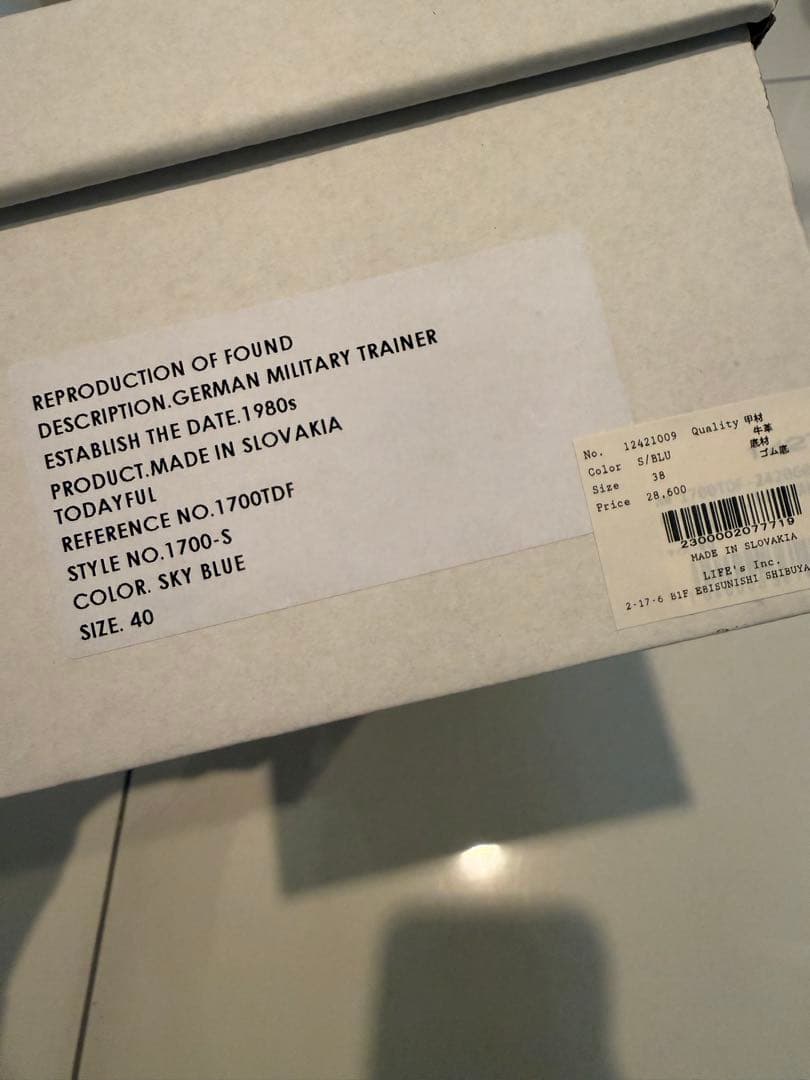 REPRODUCTION OF FOUND
DESCRIPTION.GERMAN MILITARY TRAINER
ESTABLISH THE DATE.1980s
PRODUCT.MADE IN SLOVAKIA
TODAYFUL
REFERENCE NO.1700TDF
STYLE NO.1700-S
COLOR. SKY BLUE
SIZE. 40
No. 12421009 Quality 甲材
牛革
Color S/BLU 底材
ゴム底
Size 38
Price 28,600
2300002077719
MADE IN SLOVAKIA
LIFE's Inc.
2-17-6 B1F EBISUNISHI SHIBUYA